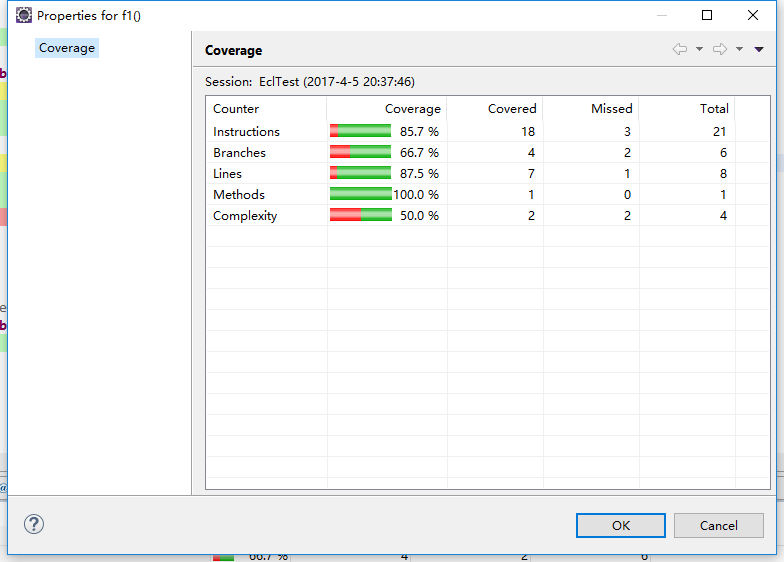 Properties for f1()
Coverage
Coverage
Session: EclTest (2017-4-5 20:37:46)
Counter Coverage Covered Missed Total
Instructions 85.7 % 18 3 21
Branches 66.7 % 4 2 6
Lines 87.5 % 7 1 8
Methods 100.0 % 1 0 1
Complexity 50.0 % 2 2 4
b
e
b
@
?
OK Cancel
66.7 % 4 2 6